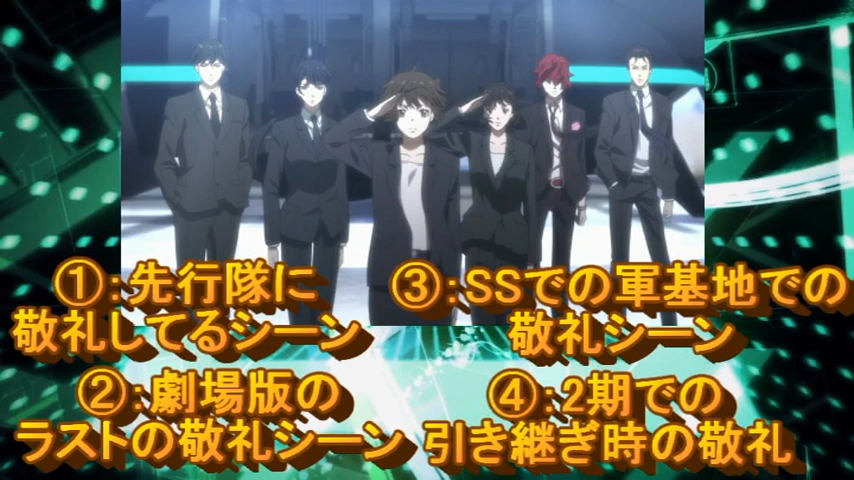 ①:先行隊に
敬礼してるシーン
②:劇場版の
ラストの敬礼シーン
③:SSでの軍基地での
敬礼シーン
④:2期での
引き継ぎ時の敬礼